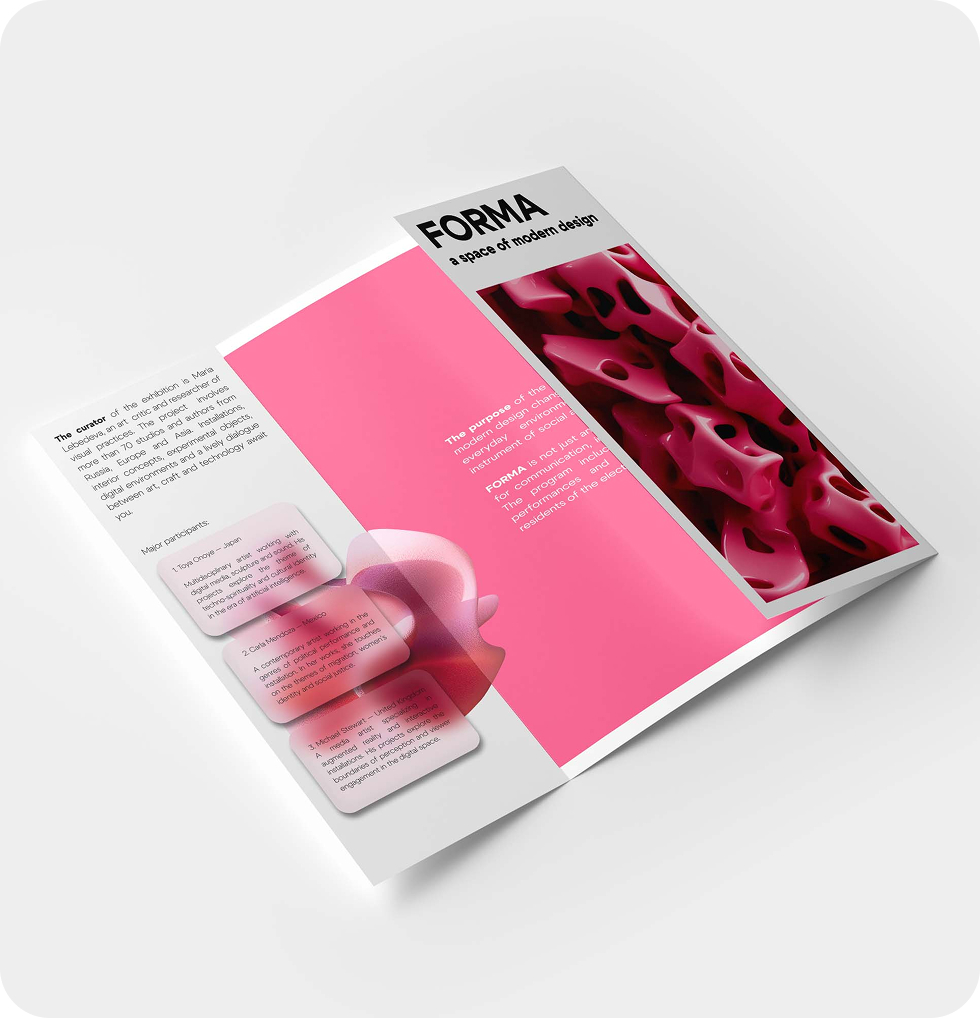 FORMA
a space of modern design
The curator of the exhibition is Maria
Lebedeva, an art critic and researcher of
visual practices. The project involves
more than 70 studios and authors from
Russia, Europe and Asia. Installations,
interior concepts, experimental objects,
digital environments and a lively dialogue
between art, craft and technology await
you.
Major participants:
1. Toya Onoye — Japan
Multidisciplinary artist working with
digital media, sculpture and sound. His
projects explore the theme of
techno-spirituality and cultural identity
in the era of artificial intelligence.
2. Carla Mendoza — Mexico
A contemporary artist working in the
genres of political performance and
installation. In her works, she touches
on the themes of migration, women's
identity and social justice.
3. Michael Stewart — United Kingdom
A media artist specializing in
augmented reality and interactive
installations. His projects explore the
boundaries of perception and viewer
engagement in the digital space.
The purpose of the
modern design
everyday
instrument of social
FORMA is not just
for communication,
The program
performances and
residents of the